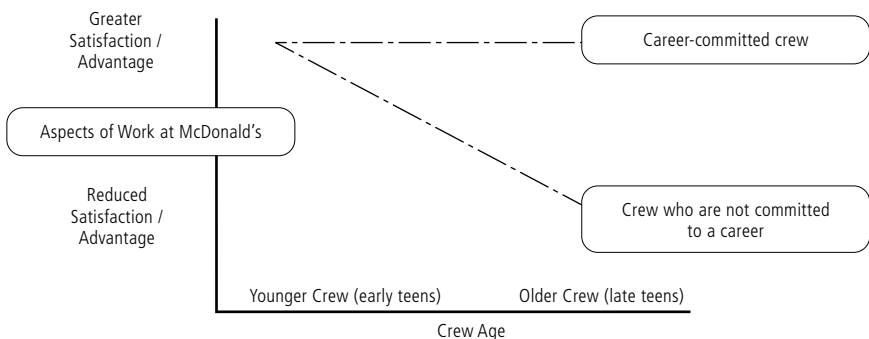 Greater
Satisfaction /
Advantage
Career-committed crew
Aspects of Work at McDonald's
Reduced
Satisfaction /
Advantage
Crew who are not committed
to a career
Younger Crew (early teens)
Older Crew (late teens)
Crew Age